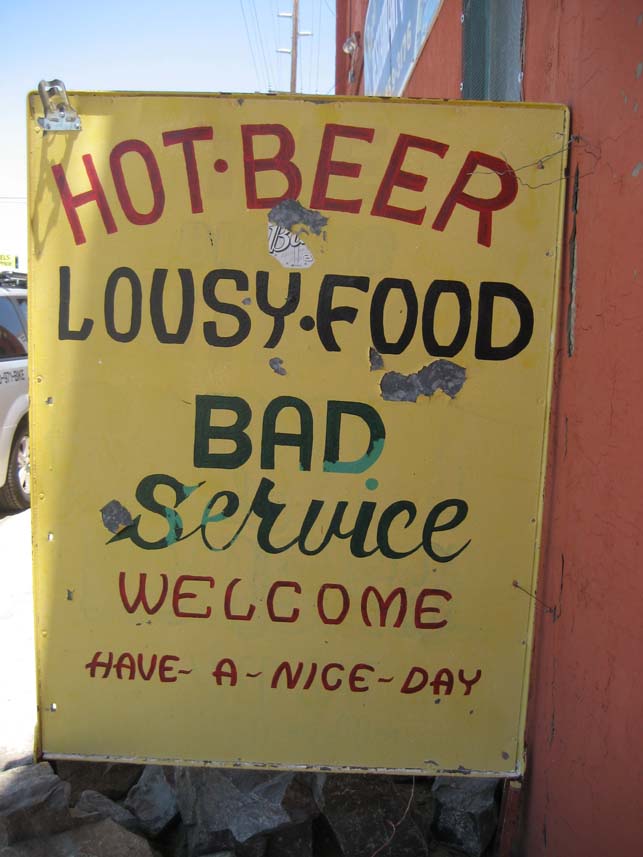 HOT·BEER
LOUSY·FOOD
BAD
Service
WELCOME
HAVE~ A~NICE~DAY